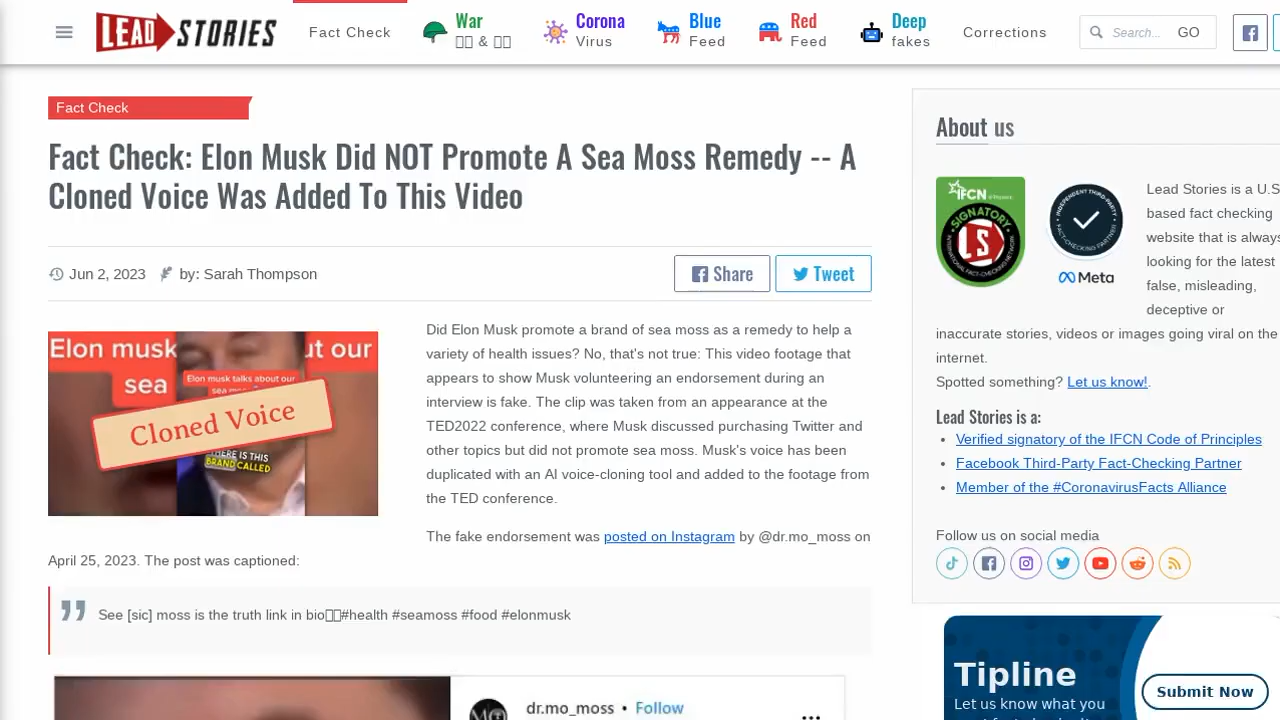 LEAD STORIES
Fact Check
War
&
Corona
Virus
Blue
Feed
Red
Feed
Deep
fakes
Corrections
Search...
GO
Fact Check
Fact Check: Elon Musk Did NOT Promote A Sea Moss Remedy -- A
Cloned Voice Was Added To This Video
Jun 2, 2023 by: Sarah Thompson
Share
Tweet
Elon musk
ut our
sea
Elon musk talks about our
Cloned Voice
THERE IS THIS
BRAND CALLED
Did Elon Musk promote a brand of sea moss as a remedy to help a
variety of health issues? No, that's not true: This video footage that
appears to show Musk volunteering an endorsement during an
interview is fake. The clip was taken from an appearance at the
TED2022 conference, where Musk discussed purchasing Twitter and
other topics but did not promote sea moss. Musk's voice has been
duplicated with an AI voice-cloning tool and added to the footage from
the TED conference.
The fake endorsement was posted on Instagram by @dr.mo_moss on
April 25, 2023. The post was captioned:
See [sic] moss is the truth link in bio#health #seamoss #food #elonmusk
dr.mo_moss • Follow
About us
IFCN
SIGNATORY
LS
INDEPENDENT THIRD-PARTY
FACT-CHECKING PARTNER
Meta
Lead Stories is a U.S
based fact checking
website that is always
looking for the latest
false, misleading,
deceptive or
inaccurate stories, videos or images going viral on the
internet.
Spotted something? Let us know!.
Lead Stories is a:
• Verified signatory of the IFCN Code of Principles
• Facebook Third-Party Fact-Checking Partner
• Member of the #CoronavirusFacts Alliance
Follow us on social media
Tipline
Let us know what you
Submit Now